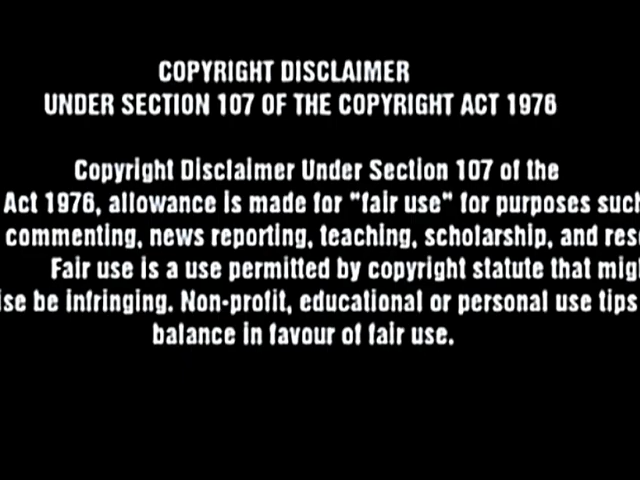 COPYRIGHT DISCLAIMER
UNDER SECTION 107 OF THE COPYRIGHT ACT 1976
Copyright Disclaimer Under Section 107 of the
Act 1976, allowance is made for "fair use" for purposes such
commenting, news reporting, teaching, scholarship, and
Fair use is a use permitted by copyright statute that
be infringing. Non-profit, educational or personal use tips
balance in favour of fair use.